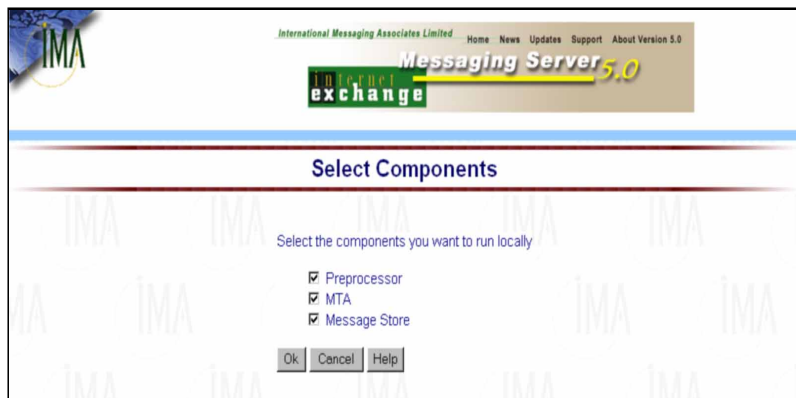 IMA
International Messaging Associates Limited
Home News Updates Support About Version 5.0
Messaging Server 5.0
internet
exchange
Select Components
Select the components you want to run locally
Preprocessor
MTA
Message Store
Ok Cancel Help